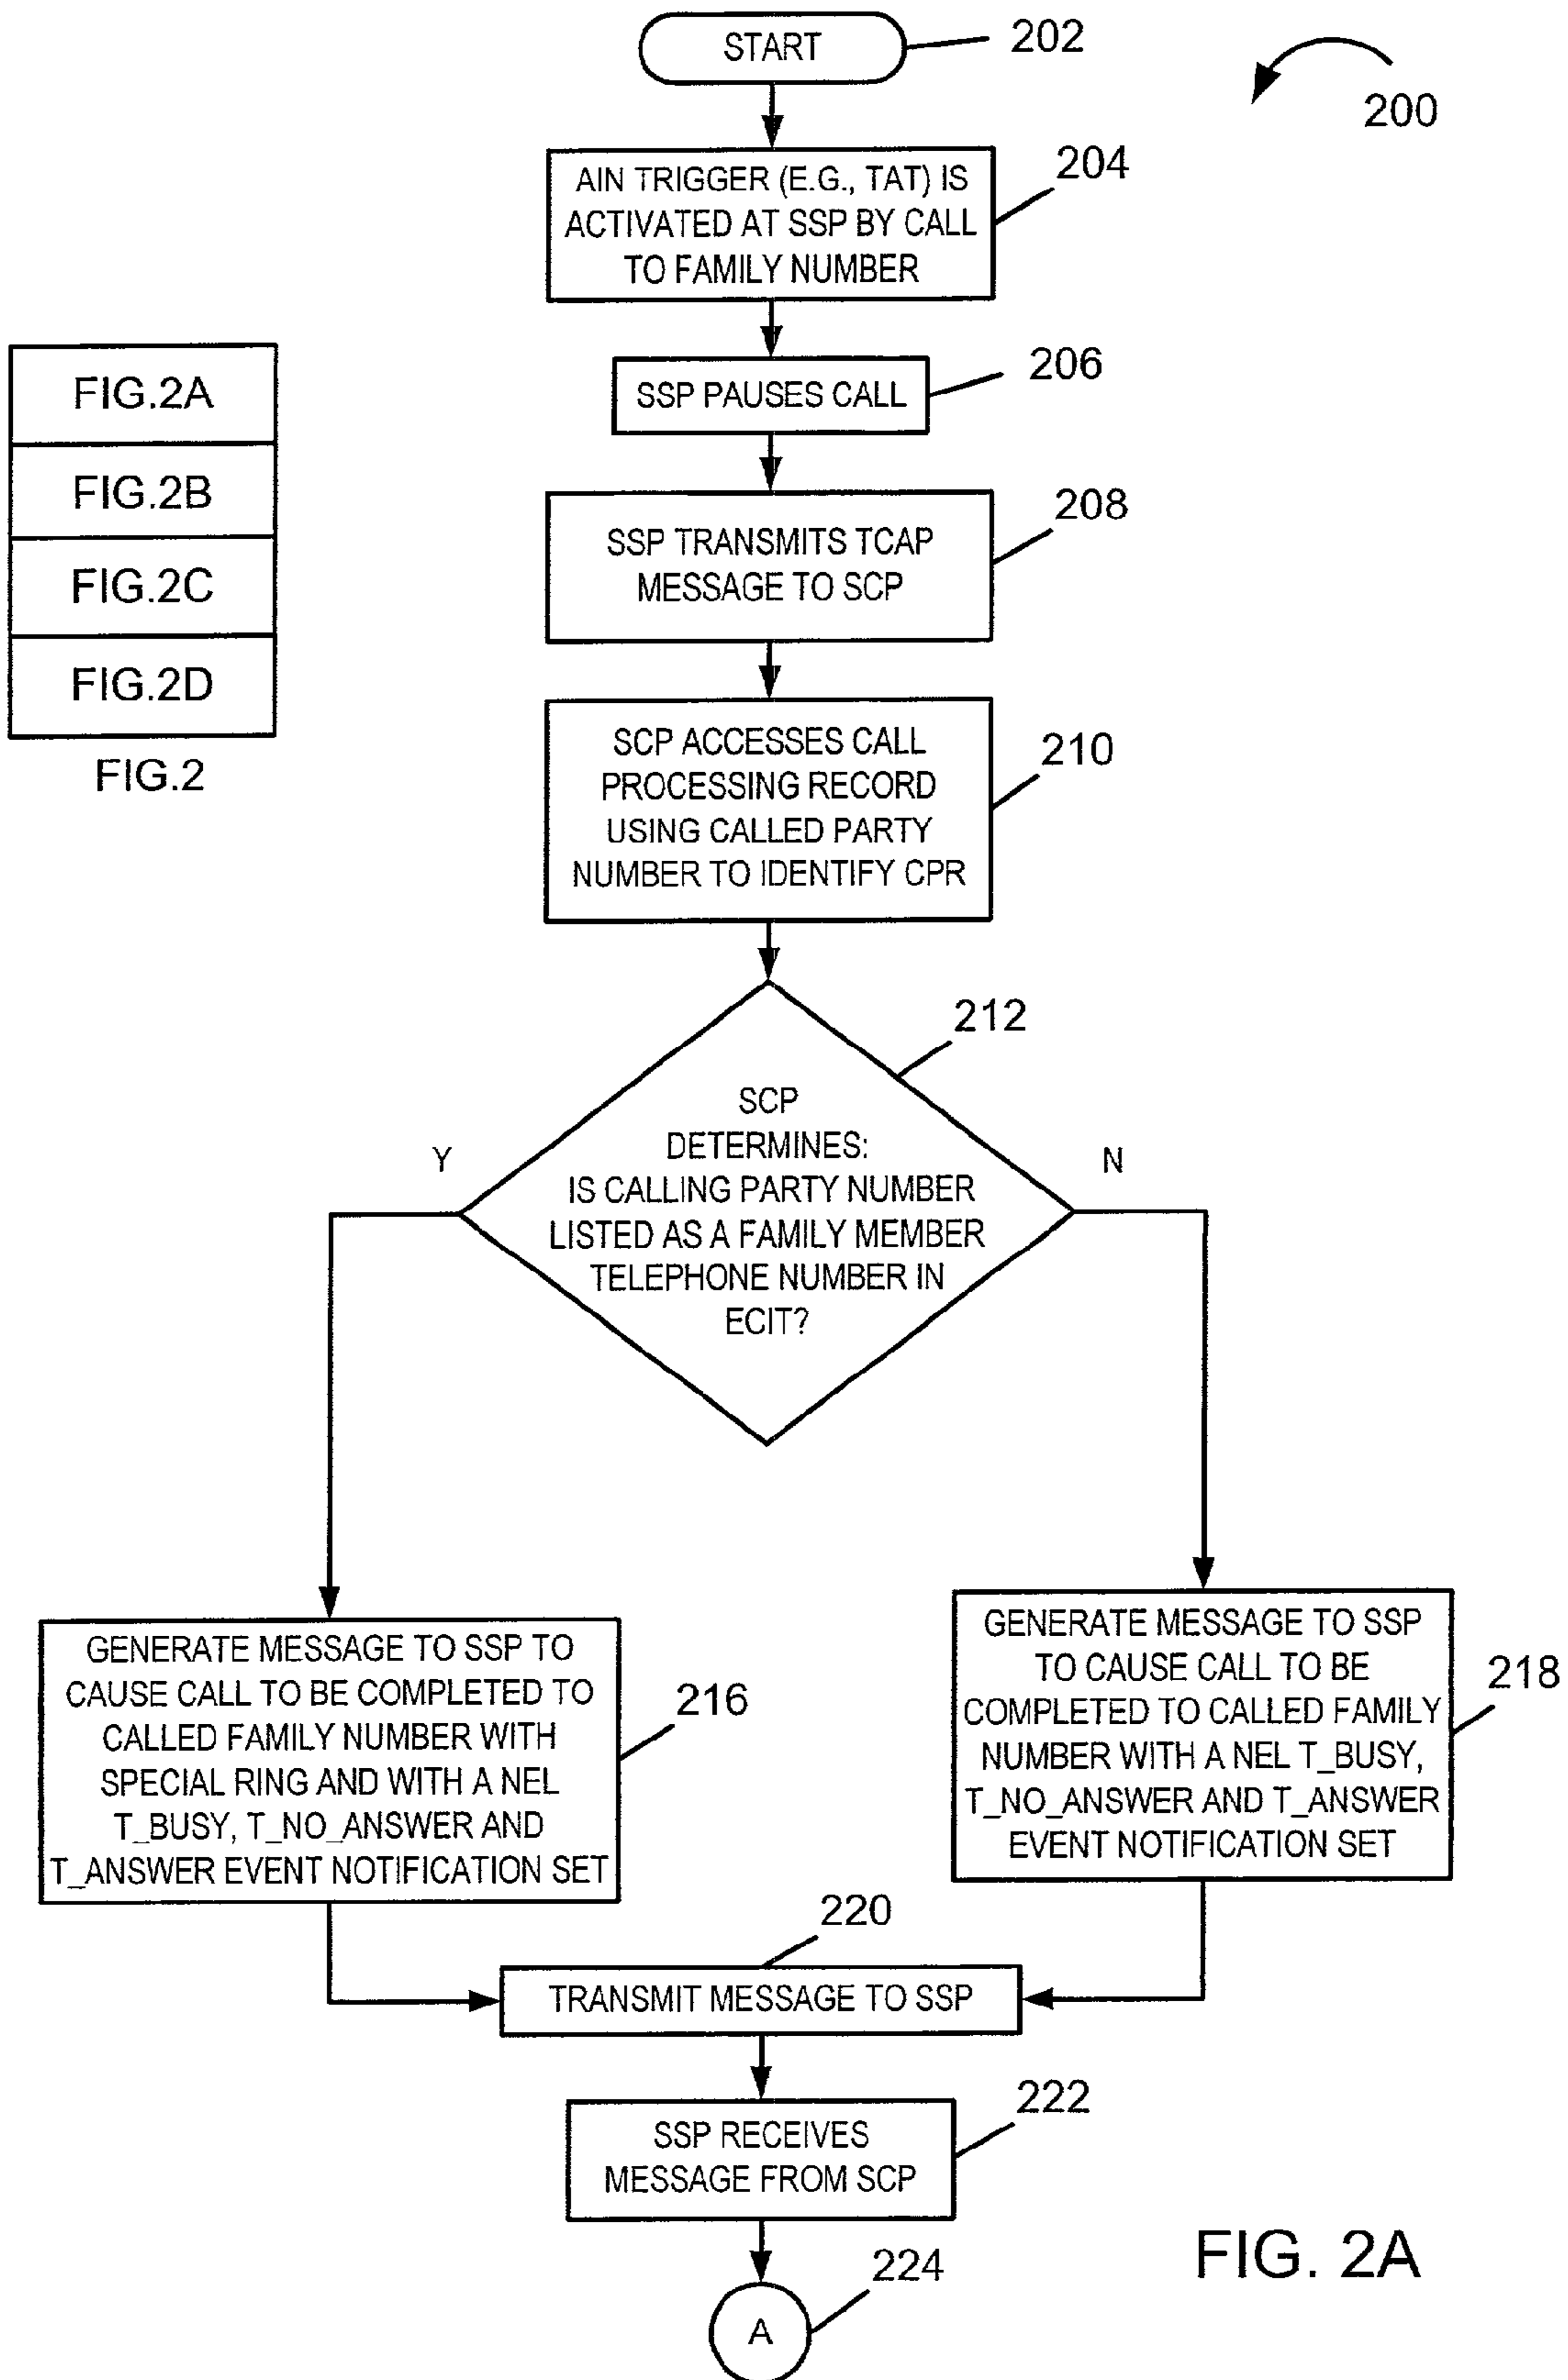 START
202
200
AIN TRIGGER (E.G., TAT) IS
ACTIVATED AT SSP BY CALL
TO FAMILY NUMBER
204
SSP PAUSES CALL
206
FIG.2A
FIG.2B
FIG.2C
FIG.2D
FIG.2
SSP TRANSMITS TCAP
MESSAGE TO SCP
208
SCP ACCESSES CALL
PROCESSING RECORD
USING CALLED PARTY
NUMBER TO IDENTIFY CPR
210
212
SCP
DETERMINES:
IS CALLING PARTY NUMBER
LISTED AS A FAMILY MEMBER
TELEPHONE NUMBER IN
ECIT?
Y
N
GENERATE MESSAGE TO SSP TO
CAUSE CALL TO BE COMPLETED TO
CALLED FAMILY NUMBER WITH
SPECIAL RING AND WITH A NEL
T_BUSY, T_NO_ANSWER AND
T_ANSWER EVENT NOTIFICATION SET
216
GENERATE MESSAGE TO SSP
TO CAUSE CALL TO BE
COMPLETED TO CALLED FAMILY
NUMBER WITH A NEL T_BUSY,
T_NO_ANSWER AND T_ANSWER
EVENT NOTIFICATION SET
218
220
TRANSMIT MESSAGE TO SSP
SSP RECEIVES
MESSAGE FROM SCP
222
A
224
FIG. 2A